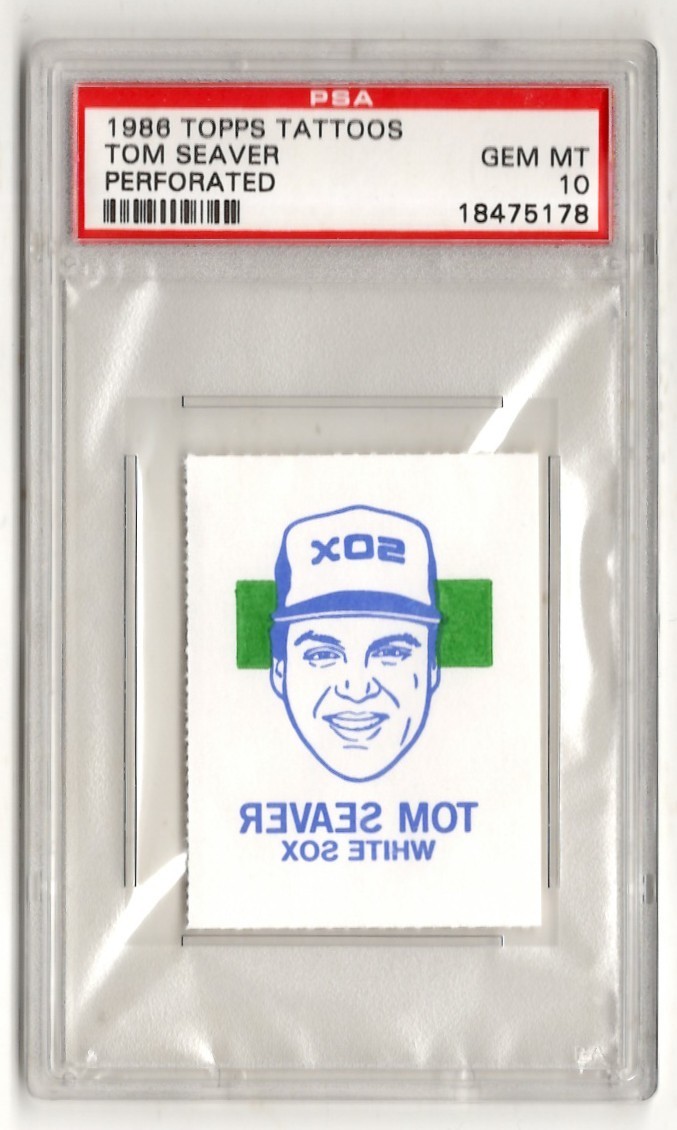 PSA
1986 TOPPS TATTOOS
TOM SEAVER
GEM MT
PERFORATED
10
18475178
SOX
TOM SEAVER
WHITE SOX